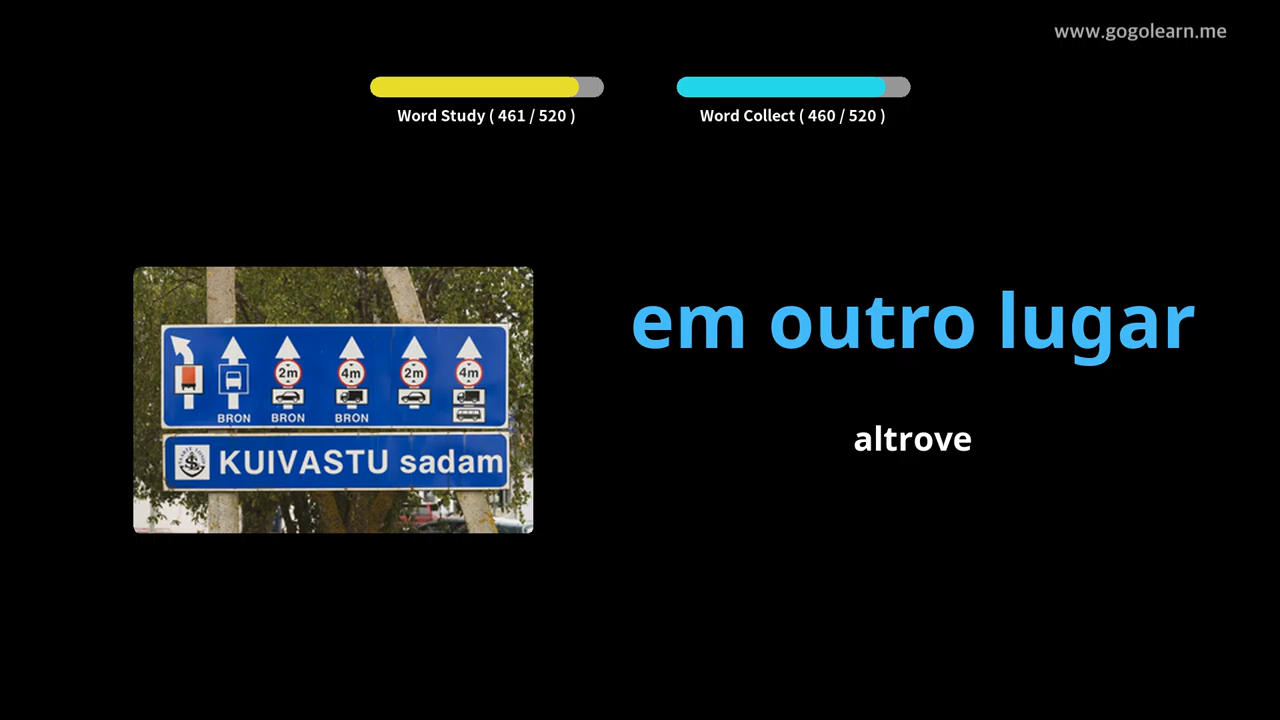 www.gogolearn.me
Word Study ( 461 / 520 )
Word Collect ( 460 / 520 )
em outro lugar
altrove
2m 4m 2m 4m
BRON BRON BRON
KUIVASTU sadam